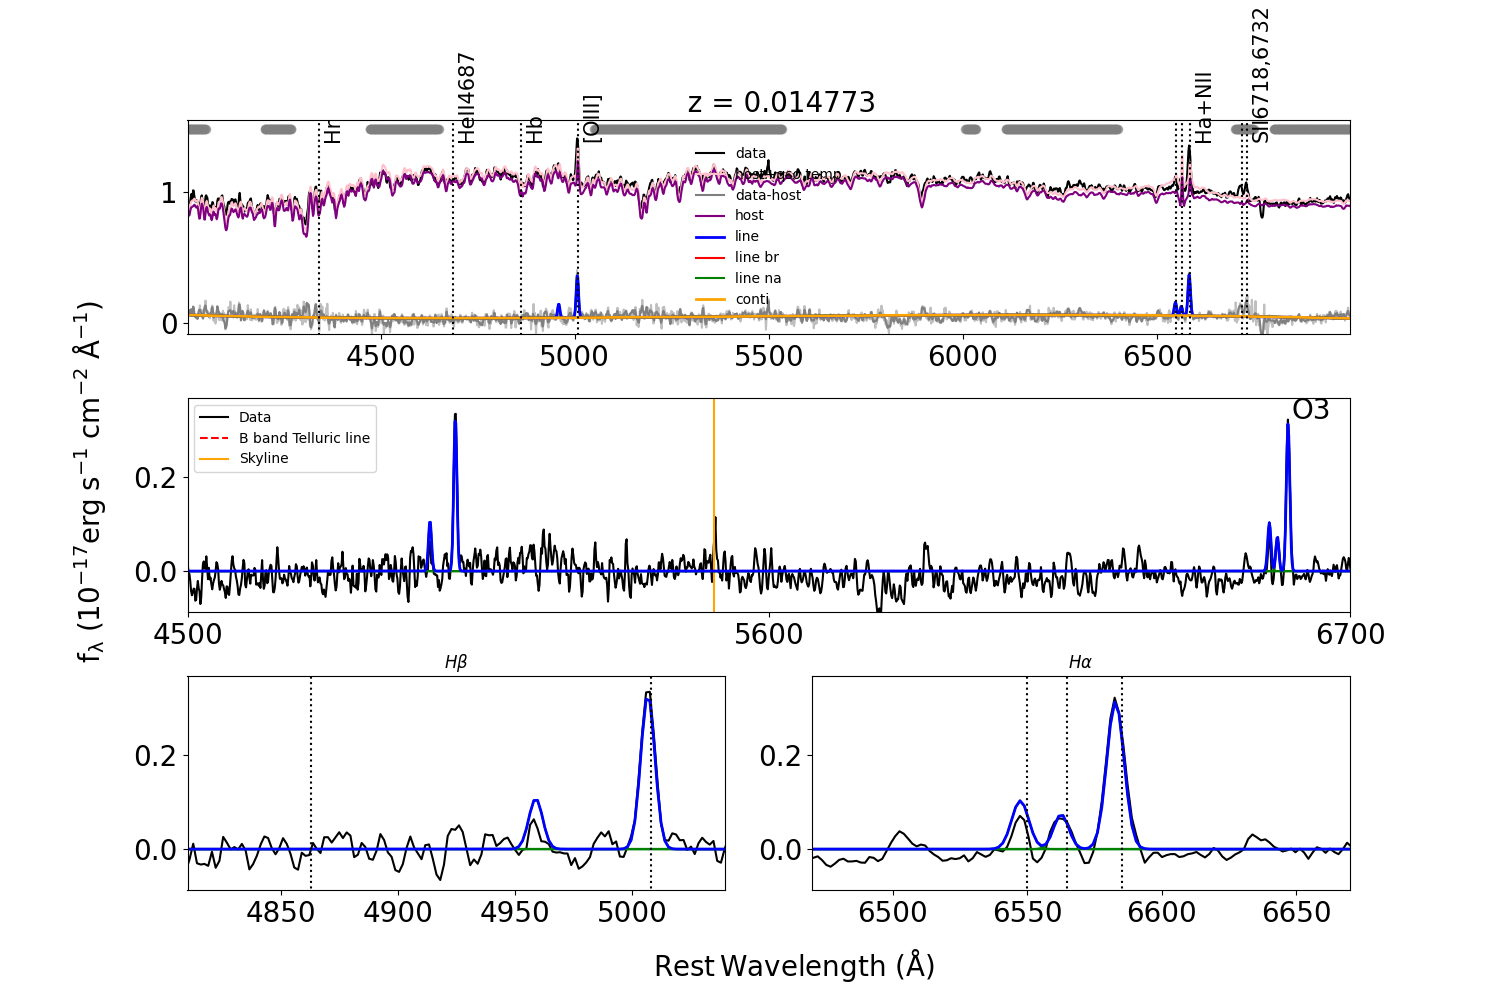 z = 0.014773
Hr
HeII4687
Hb
[OIII]
Ha+NII
SII6718,6732
data
host+qso temp
data-host
host
line
line br
line na
conti
1
0
4500 5000 5500 6000 6500
f_λ (10^−17 erg s^−1 cm^−2 Å^−1)
Data
B band Telluric line
Skyline
O3
0.2
0.0
4500 5600 6700
Hβ
0.2
0.0
4850 4900 4950 5000
Hα
0.2
0.0
6500 6550 6600 6650
Rest Wavelength (Å)